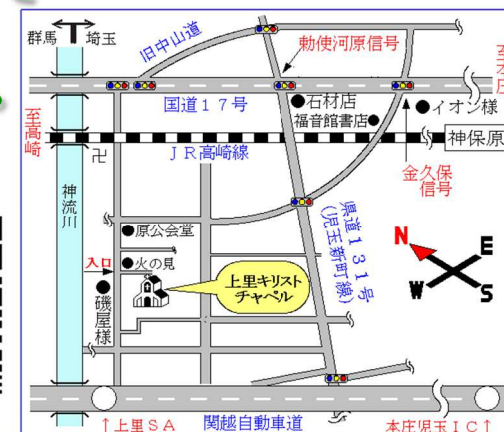 群馬 埼玉
旧中山道
勅使河原信号
国道17号
石材店
福音館書店
イオン様
至高崎
JR高崎線
神保原
金久保
信号
神流川
卍
県道131号
(児玉新町線)
原公会堂
入口
火の見
磯屋様
上里キリスト
チャペル
N
E
W
S
↑上里SA
関越自動車道
本庄児玉IC↑